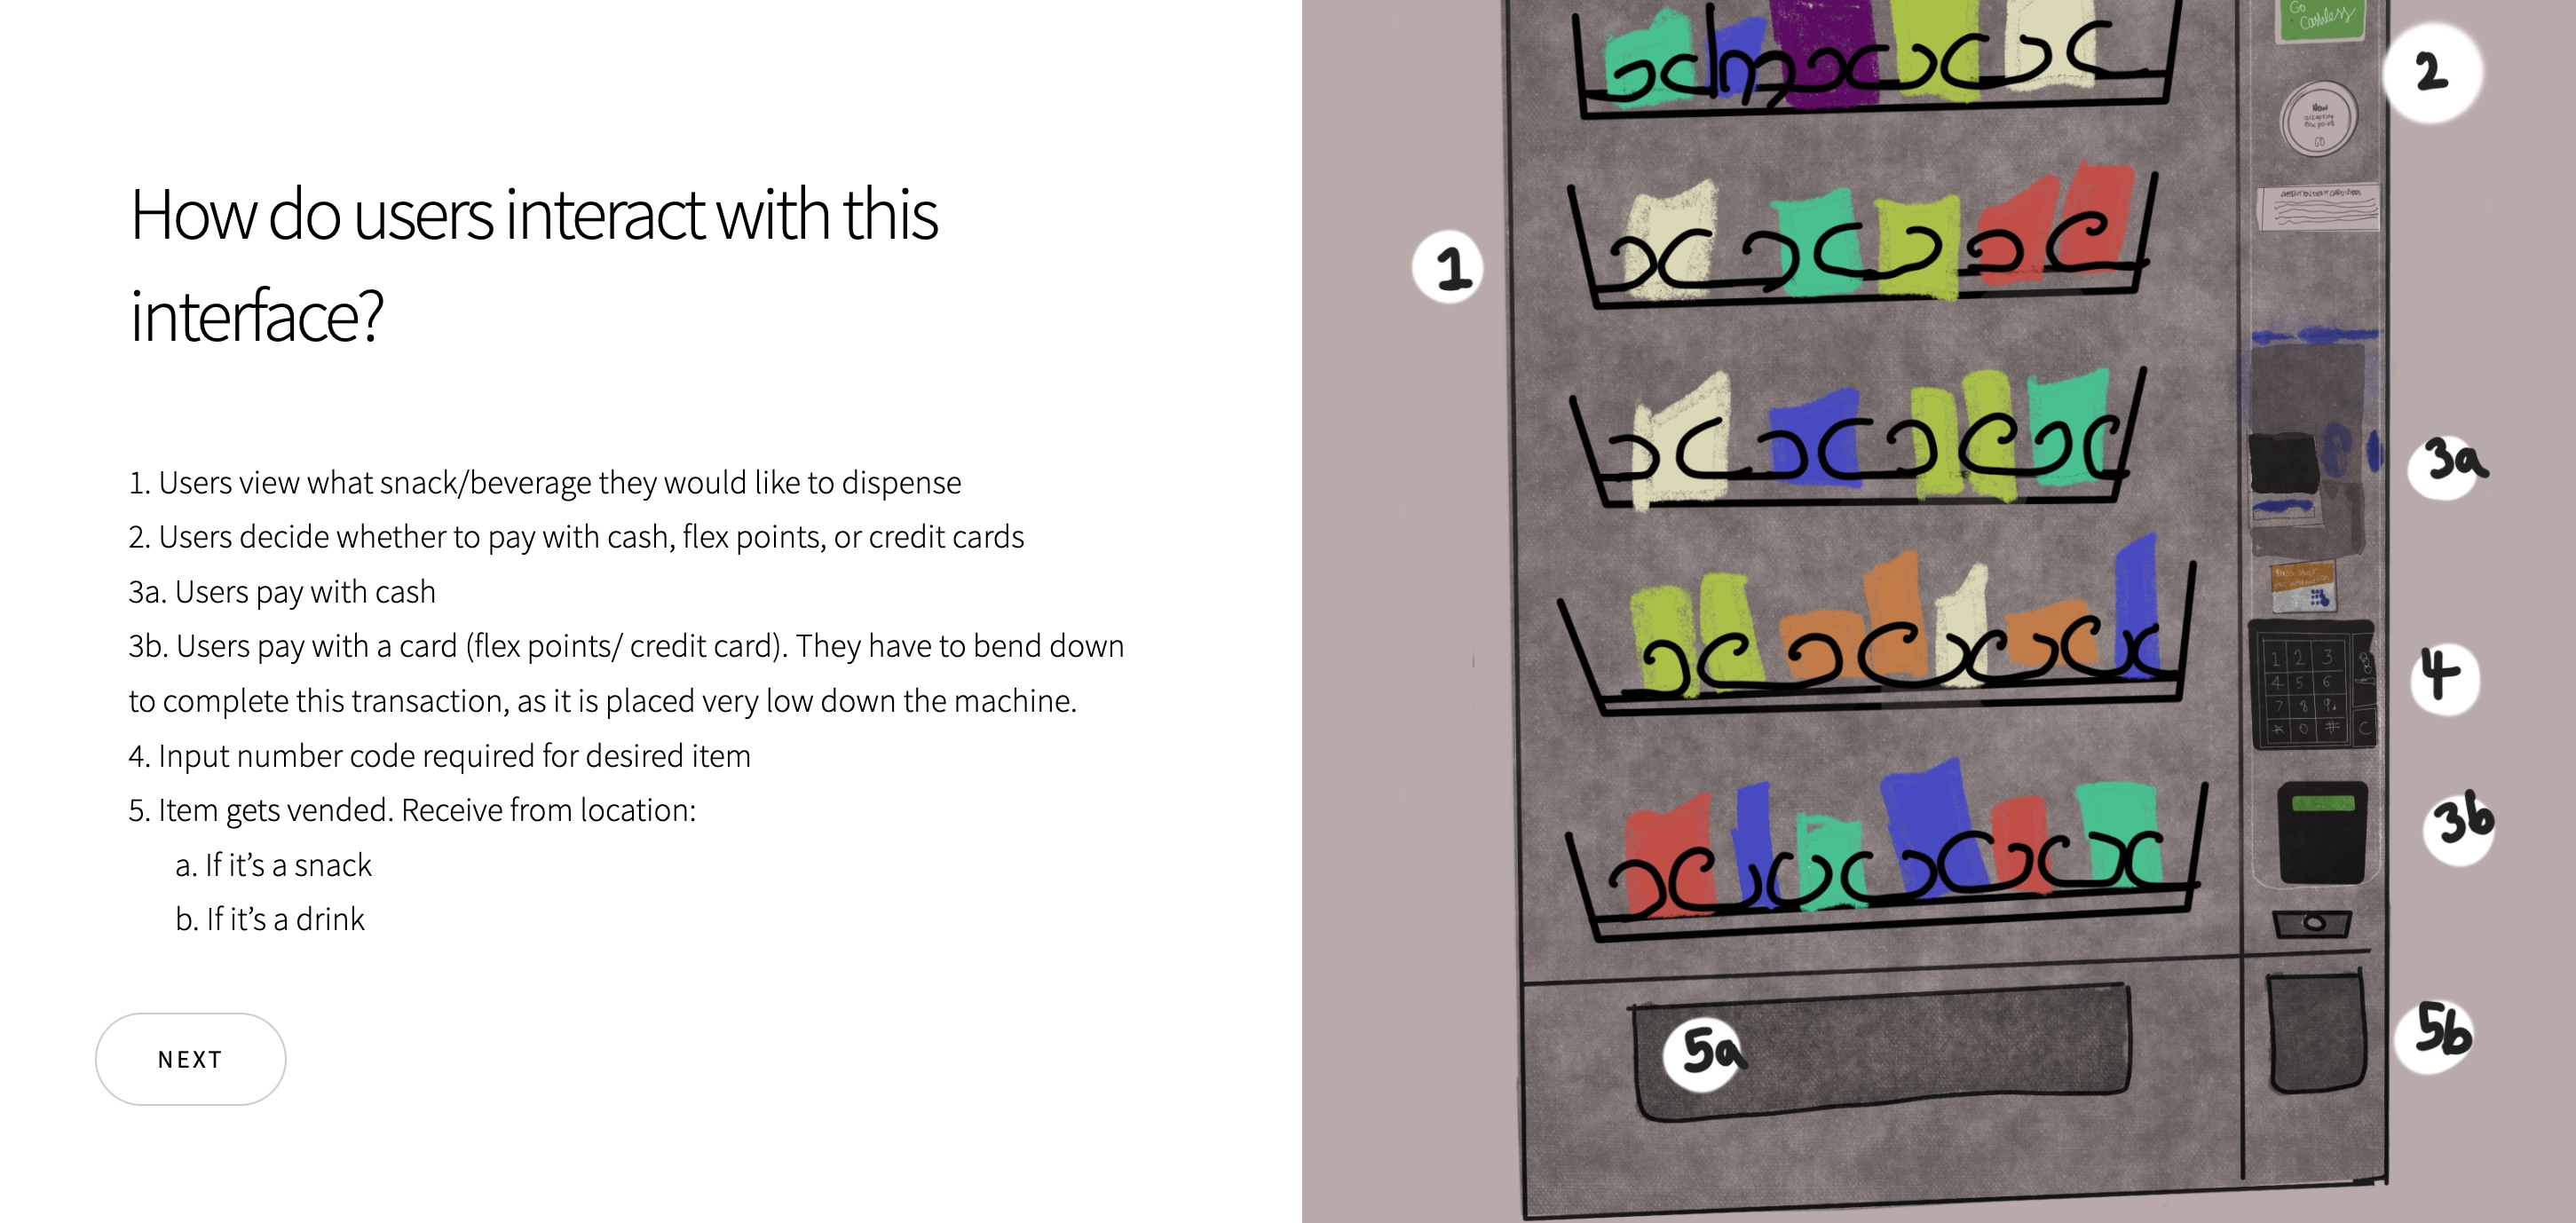 How do users interact with this
interface?
1. Users view what snack/beverage they would like to dispense
2. Users decide whether to pay with cash, flex points, or credit cards
3a. Users pay with cash
3b. Users pay with a card (flex points/ credit card). They have to bend down
to complete this transaction, as it is placed very low down the machine.
4. Input number code required for desired item
5. Item gets vended. Receive from location:
a. If it’s a snack
b. If it’s a drink
NEXT
Go
Cashless
2
Now
accepting
flex points
GO
1
3a
1 2 3
4 5 6
7 8 9
* 0 #
C
4
3b
5a
5b